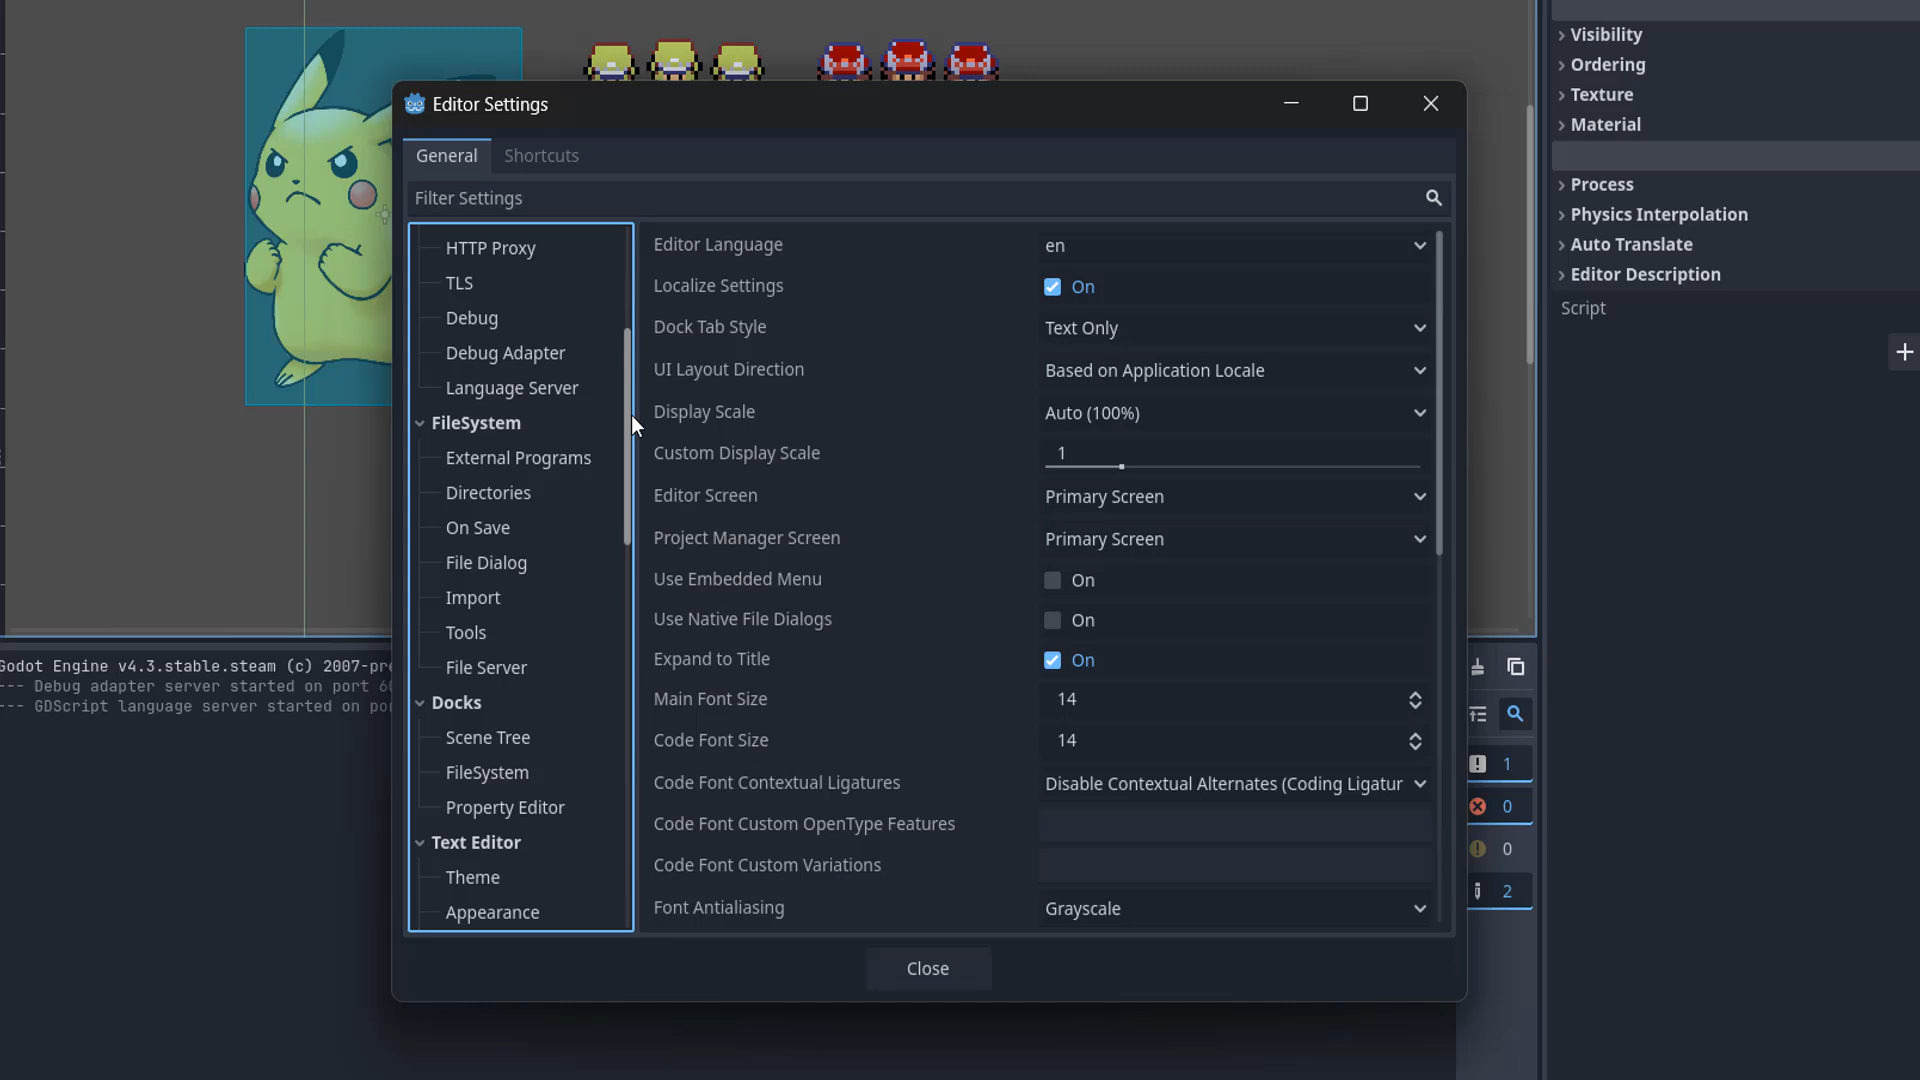 Editor Settings
General
Shortcuts
Filter Settings
HTTP Proxy
TLS
Debug
Debug Adapter
Language Server
FileSystem
External Programs
Directories
On Save
File Dialog
Import
Tools
File Server
Docks
Scene Tree
FileSystem
Property Editor
Text Editor
Theme
Appearance
Editor Language en
Localize Settings On
Dock Tab Style Text Only
UI Layout Direction Based on Application Locale
Display Scale Auto (100%)
Custom Display Scale 1
Editor Screen Primary Screen
Project Manager Screen Primary Screen
Use Embedded Menu On
Use Native File Dialogs On
Expand to Title On
Main Font Size 14
Code Font Size 14
Code Font Contextual Ligatures Disable Contextual Alternates (Coding Ligatur
Code Font Custom OpenType Features
Code Font Custom Variations
Font Antialiasing Grayscale
Close
Visibility
Ordering
Texture
Material
Process
Physics Interpolation
Auto Translate
Editor Description
Script
Godot Engine v4.3.stable.steam (c) 2007-pre
--- Debug adapter server started on port 6
--- GDScript language server started on po
1
0
0
2